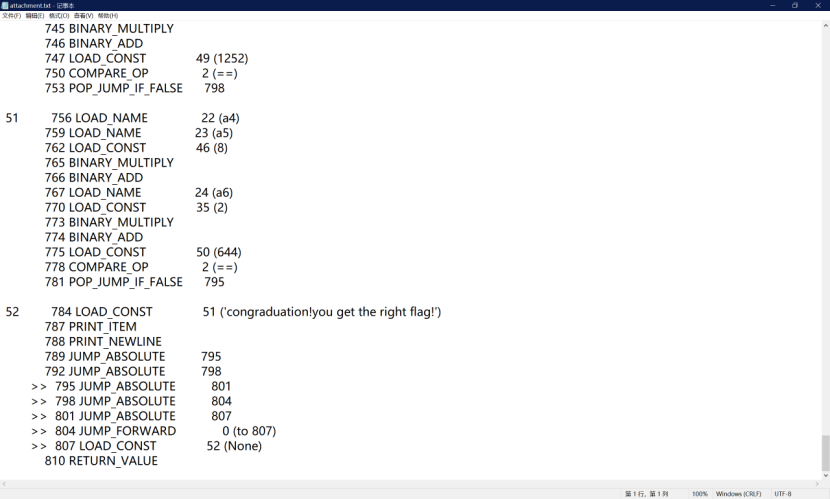 attachment.txt - 记事本
文件(F) 编辑(E) 格式(O) 查看(V) 帮助(H)
745 BINARY_MULTIPLY
746 BINARY_ADD
747 LOAD_CONST 49 (1252)
750 COMPARE_OP 2 (==)
753 POP_JUMP_IF_FALSE 798
51 756 LOAD_NAME 22 (a4)
759 LOAD_NAME 23 (a5)
762 LOAD_CONST 46 (8)
765 BINARY_MULTIPLY
766 BINARY_ADD
767 LOAD_NAME 24 (a6)
770 LOAD_CONST 35 (2)
773 BINARY_MULTIPLY
774 BINARY_ADD
775 LOAD_CONST 50 (644)
778 COMPARE_OP 2 (==)
781 POP_JUMP_IF_FALSE 795
52 784 LOAD_CONST 51 ('congraduation!you get the right flag!')
787 PRINT_ITEM
788 PRINT_NEWLINE
789 JUMP_ABSOLUTE 795
792 JUMP_ABSOLUTE 798
>> 795 JUMP_ABSOLUTE 801
>> 798 JUMP_ABSOLUTE 804
>> 801 JUMP_ABSOLUTE 807
>> 804 JUMP_FORWARD 0 (to 807)
>> 807 LOAD_CONST 52 (None)
810 RETURN_VALUE
第 1 行，第 1 列 100% Windows (CRLF) UTF-8